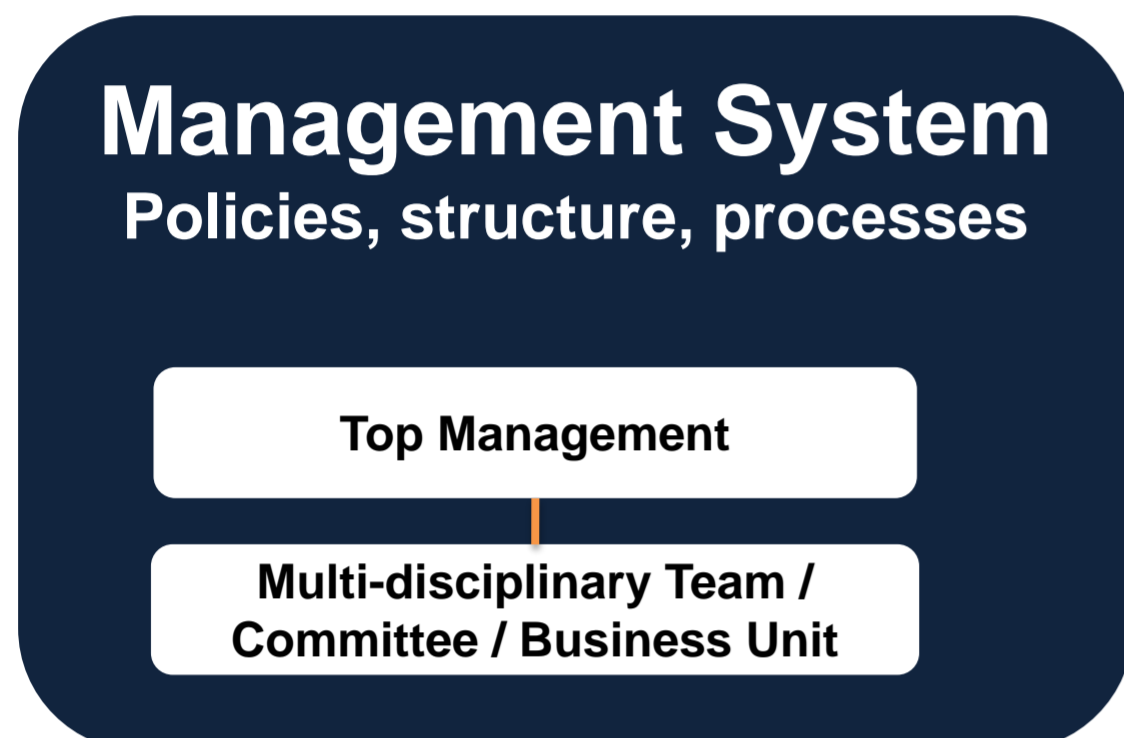 Management System
Policies, structure, processes
Top Management
Multi-disciplinary Team /
Committee / Business Unit